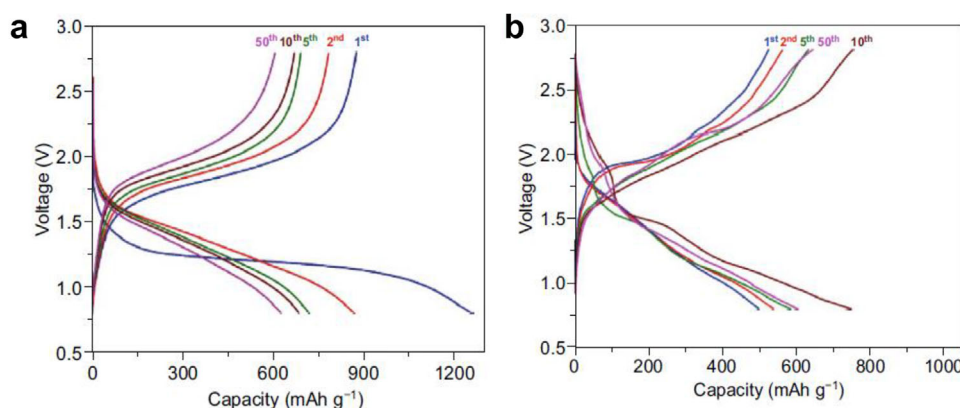 a
3.0
2.5
2.0
1.5
1.0
0.5
Voltage (V)
50th 10th 5th 2nd 1st
0 300 600 900 1200
Capacity (mAh g⁻¹)
b
3.0
2.5
2.0
1.5
1.0
0.5
Voltage (V)
1st 2nd 5th 50th 10th
0 200 400 600 800 1000
Capacity (mAh g⁻¹)